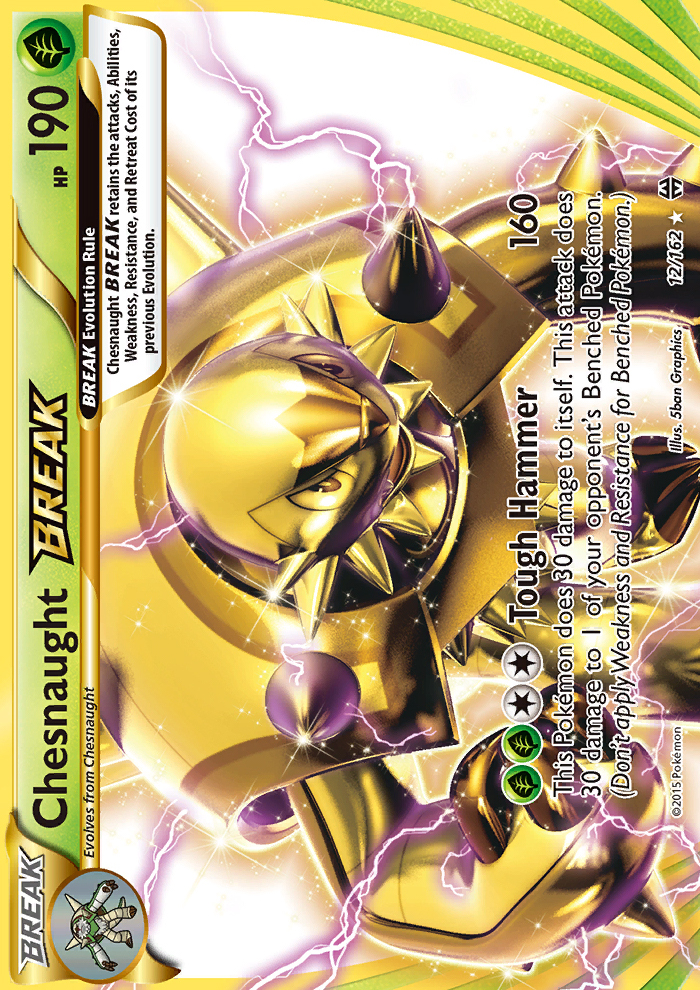 BREAK
Chesnaught BREAK
HP 190
Evolves from Chesnaught
BREAK Evolution Rule
Chesnaught BREAK retains the attacks, Abilities,
Weakness, Resistance, and Retreat Cost of its
previous Evolution.
Tough Hammer 160
This Pokémon does 30 damage to itself. This attack does
30 damage to 1 of your opponent's Benched Pokémon.
(Don't apply Weakness and Resistance for Benched Pokémon.)
©2015 Pokémon
Illus. 5ban Graphics
12/162 ★